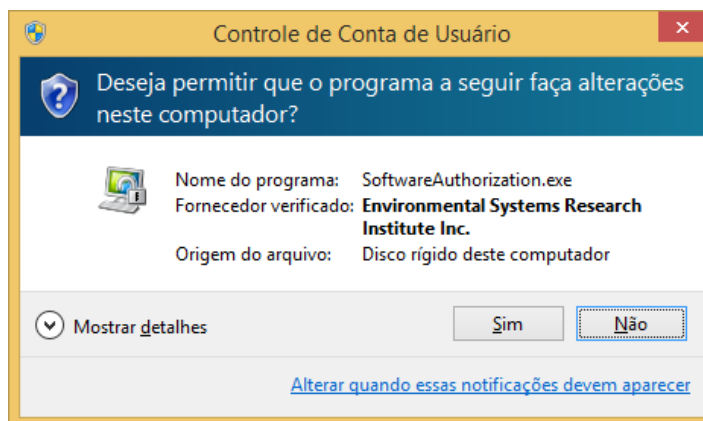 Controle de Conta de Usuário
Deseja permitir que o programa a seguir faça alterações
neste computador?
Nome do programa: SoftwareAuthorization.exe
Fornecedor verificado: Environmental Systems Research
Institute Inc.
Origem do arquivo: Disco rígido deste computador
Mostrar detalhes
Sim
Não
Alterar quando essas notificações devem aparecer